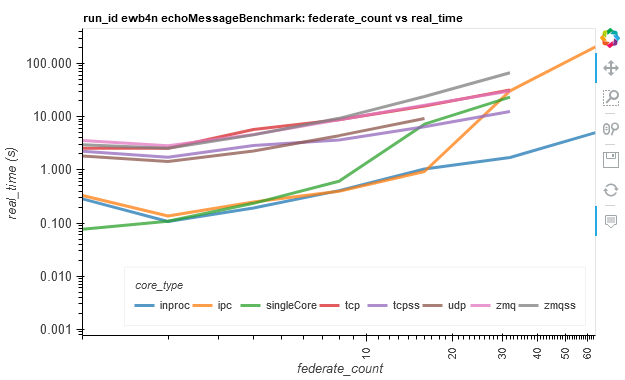 run_id ewb4n echoMessageBenchmark: federate_count vs real_time
100.000
10.000
1.000
0.100
0.010
0.001
real_time (s)
core_type
inproc ipc singleCore tcp tcpss udp zmq zmqss
10 20 30 40 50 60
federate_count